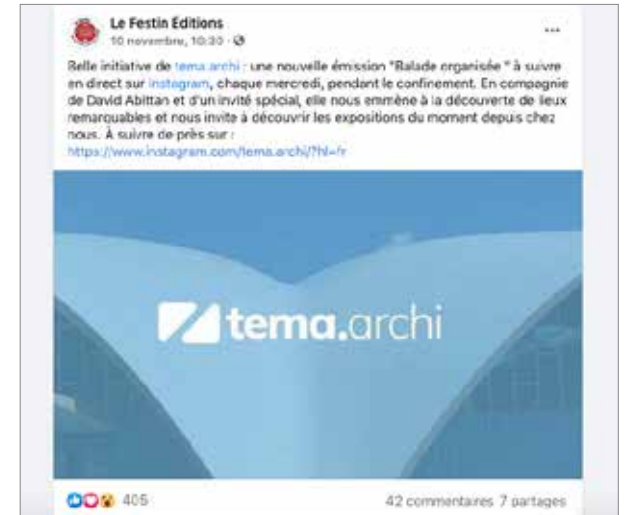 Le Festin Éditions
10 novembre, 10:30 ·
Belle initiative de tema.archi : une nouvelle émission "Balade organisée " à suivre
en direct sur Instagram, chaque mercredi, pendant le confinement. En compagnie
de David Abittan et d'un invité spécial, elle nous emmène à la découverte de lieux
remarquables et nous invite à découvrir les expositions du moment depuis chez
nous. À suivre de près sur :
https://www.instagram.com/tema.archi/?hl=fr
tema.archi
405
42 commentaires 7 partages